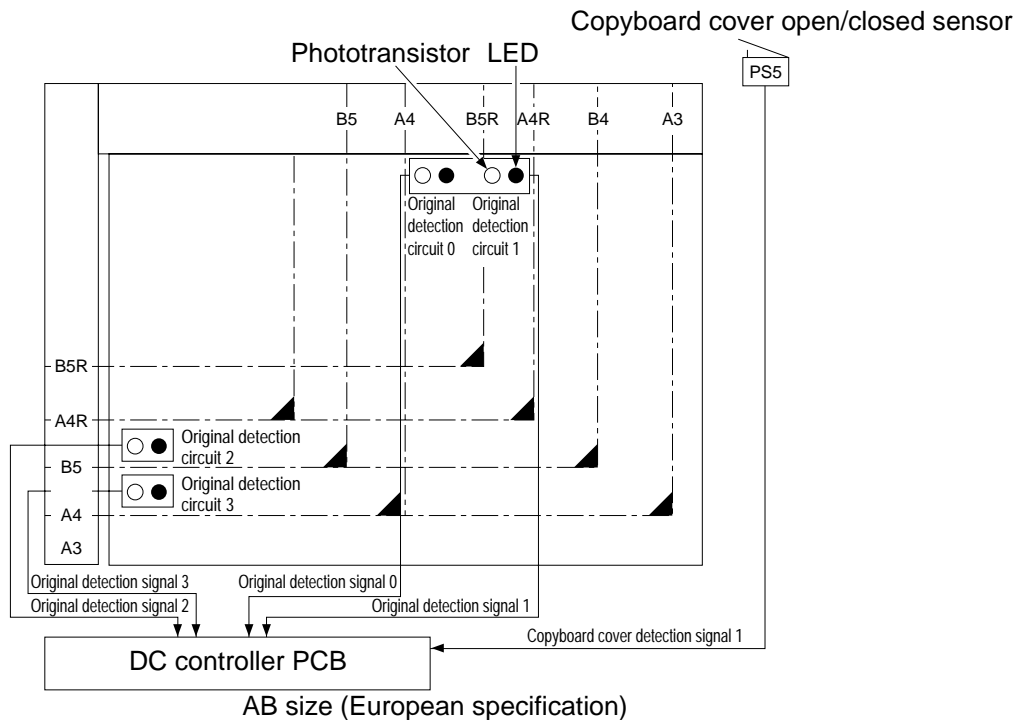 Copyboard cover open/closed sensor
Phototransistor LED
PS5
B5 A4 B5R A4R B4 A3
Original
detection
circuit 0
Original
detection
circuit 1
B5R
A4R
Original detection
circuit 2
B5
Original detection
circuit 3
A4
A3
Original detection signal 3
Original detection signal 0
Original detection signal 2
Original detection signal 1
Copyboard cover detection signal 1
DC controller PCB
AB size (European specification)